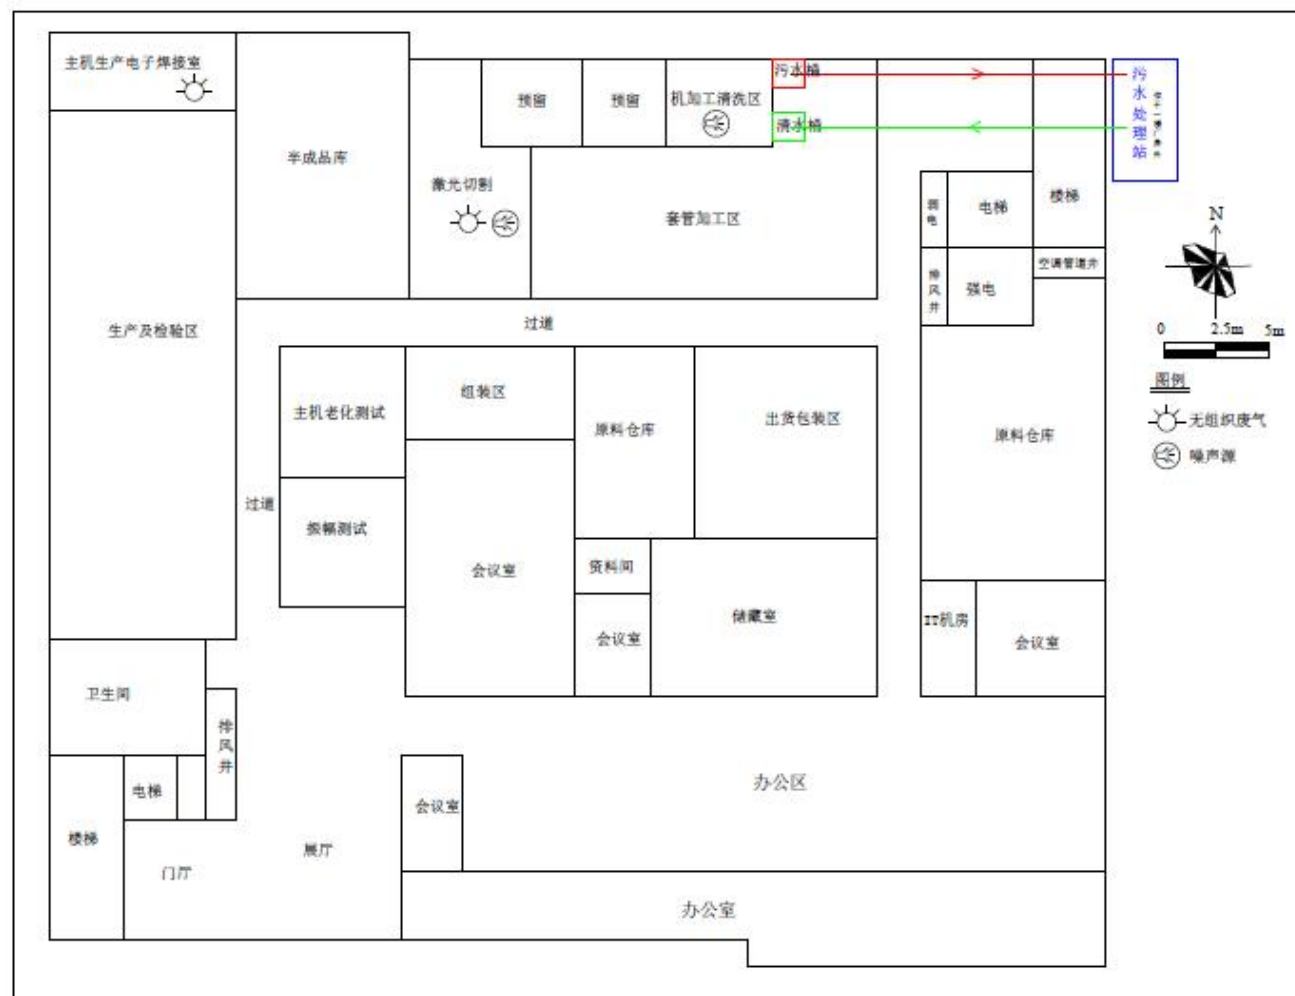 主机生产电子焊接室
预留
预留
机加工清洗区
污水桶
清水桶
污水处理站
半成品库
激光切割
套管加工区
弱电
电梯
楼梯
空调管道井
排风井
强电
N
0 2.5m 5m
图例
无组织废气
噪声源
生产及检验区
过道
主机老化测试
组装区
原料仓库
出货包装区
原料仓库
过道
振幅测试
会议室
资料间
会议室
储藏室
IT机房
会议室
卫生间
排风井
电梯
楼梯
门厅
展厅
会议室
办公区
办公室